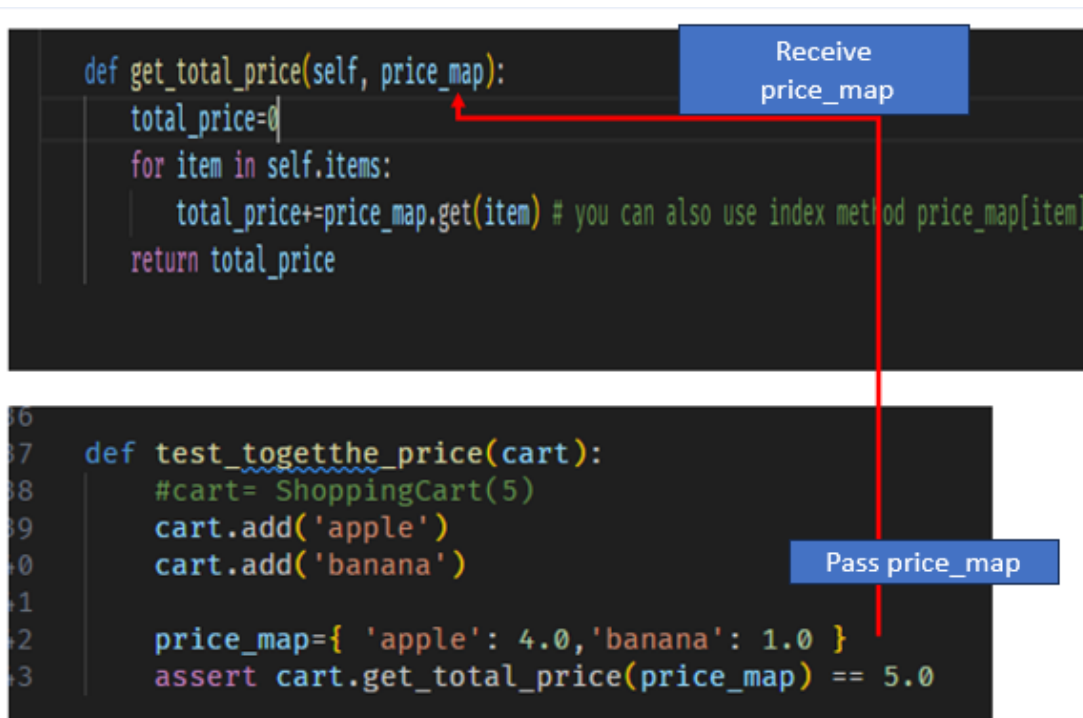 def get_total_price(self, price_map):
Receive
price_map
total_price=0
for item in self.items:
total_price+=price_map.get(item) # you can also use index method price_map[item]
return total_price
36
37 def test_togetthe_price(cart):
38 #cart= ShoppingCart(5)
39 cart.add('apple')
40 cart.add('banana')
Pass price_map
41
42 price_map={ 'apple': 4.0,'banana': 1.0 }
43 assert cart.get_total_price(price_map) == 5.0